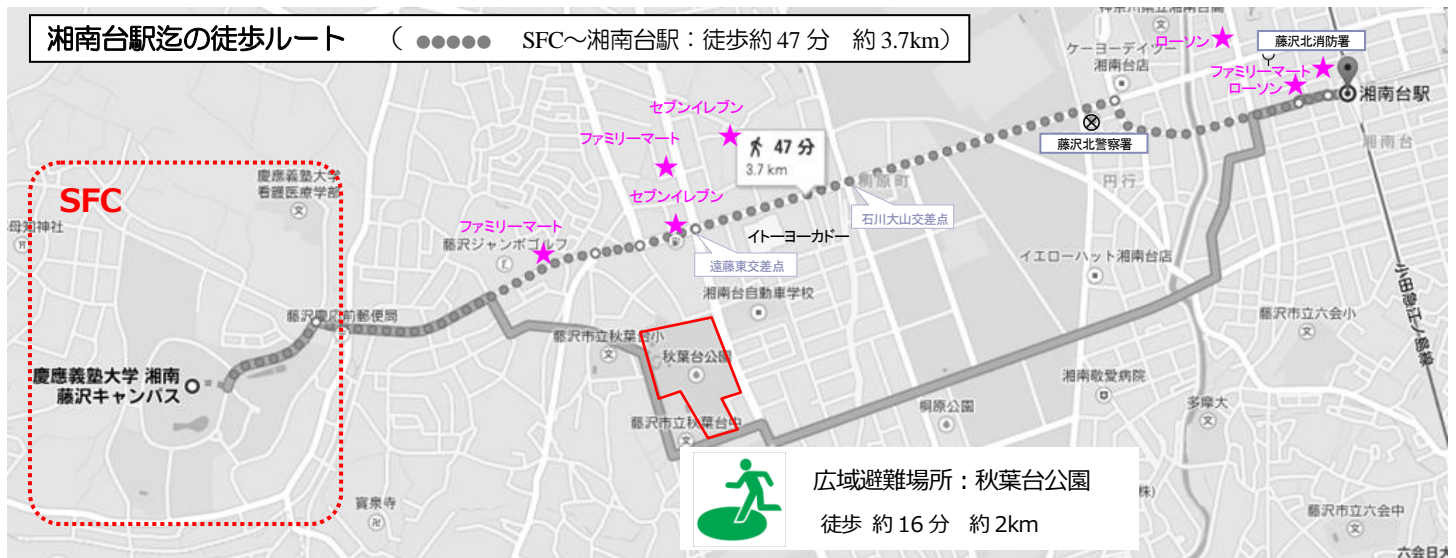 湘南台駅迄の徒歩ルート （ ●●●●● SFC～湘南台駅：徒歩約 47 分 約 3.7km）
ローソン
藤沢北消防署
ケーヨーデイツー
湘南台店
ファミリーマート
ローソン
湘南台駅
セブンイレブン
ファミリーマート
47 分
3.7 km
藤沢北警察署
湘南台
円行
桐原町
慶應義塾大学
看護医療学部
SFC
セブンイレブン
石川大山交差点
ファミリーマート
藤沢ジャンボゴルフ
イトーヨーカドー
遠藤東交差点
イエローハット湘南台店
湘南台自動車学校
小田急江ノ島線
藤沢慶応前郵便局
藤沢市立秋葉台小
藤沢市立六会小
秋葉台公園
慶應義塾大学 湘南
藤沢キャンパス
湘南敬愛病院
桐原公園
多摩大
藤沢市立秋葉台中
広域避難場所：秋葉台公園
徒歩 約 16 分 約 2km
寳泉寺
藤沢市立六会中